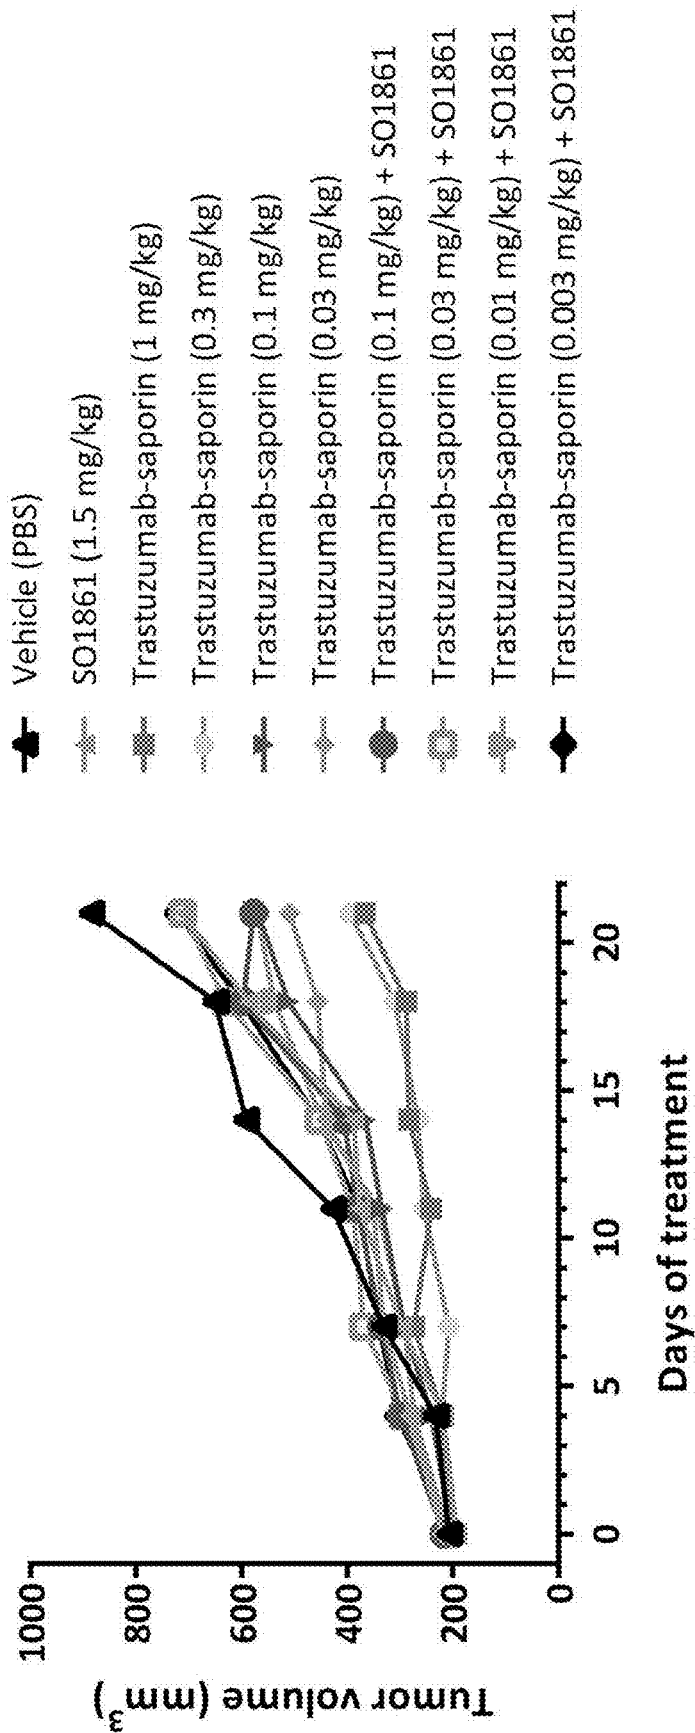 Vehicle (PBS)
SO1861 (1.5 mg/kg)
Trastuzumab-saporin (1 mg/kg)
Trastuzumab-saporin (0.3 mg/kg)
Trastuzumab-saporin (0.1 mg/kg)
Trastuzumab-saporin (0.03 mg/kg)
Trastuzumab-saporin (0.1 mg/kg) + SO1861
Trastuzumab-saporin (0.03 mg/kg) + SO1861
Trastuzumab-saporin (0.01 mg/kg) + SO1861
Trastuzumab-saporin (0.003 mg/kg) + SO1861
Tumor volume (mm³)
1000
800
600
400
200
0
0 5 10 15 20
Days of treatment